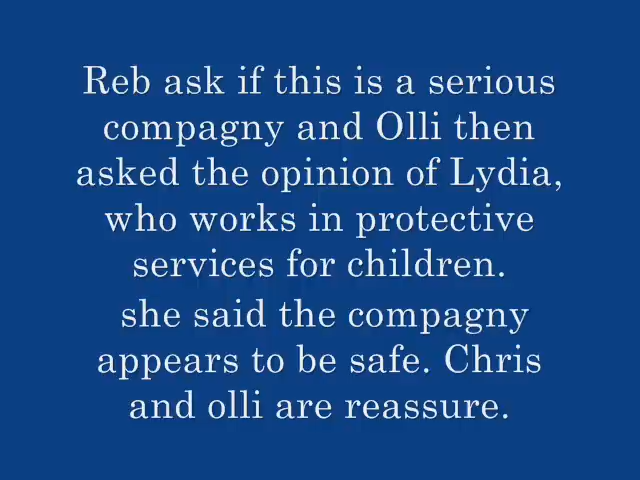 Reb ask if this is a serious
compagny and Olli then
asked the opinion of Lydia,
who works in protective
services for children.
she said the compagny
appears to be safe. Chris
and olli are reassure.